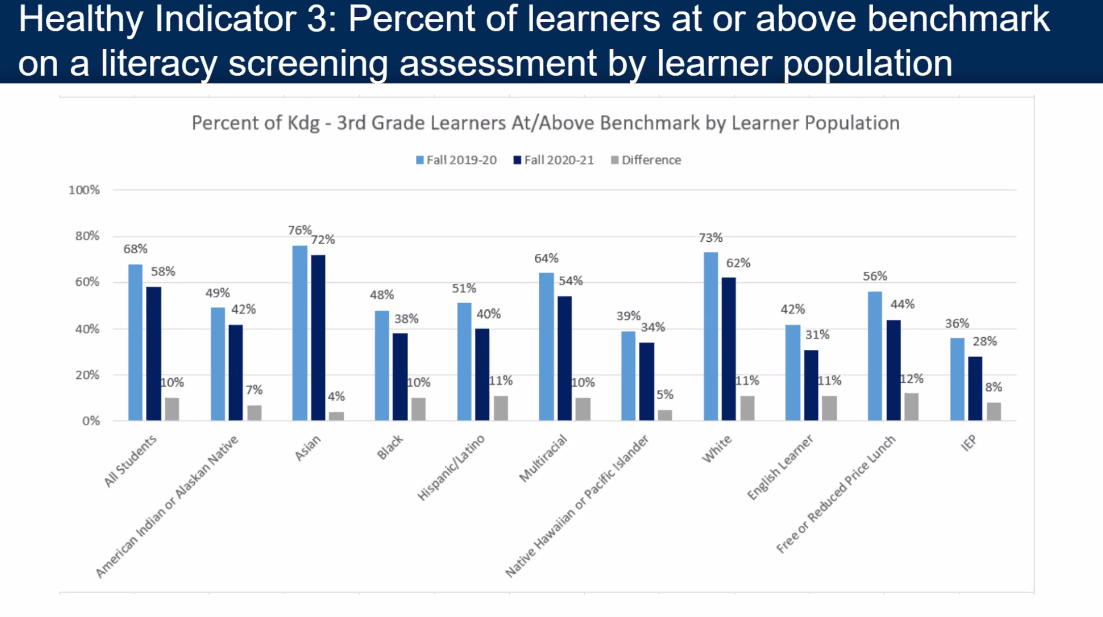 Healthy Indicator 3: Percent of learners at or above benchmark
on a literacy screening assessment by learner population
Percent of Kdg - 3rd Grade Learners At/Above Benchmark by Learner Population
Fall 2019-20 Fall 2020-21 Difference
100%
80%
60%
40%
20%
0%
68% 58% 10%
49% 42% 7%
76% 72% 4%
48% 38% 10%
51% 40% 11%
64% 54% 10%
39% 34% 5%
73% 62% 11%
42% 31% 11%
56% 44% 12%
36% 28% 8%
All Students
American Indian or Alaskan Native
Asian
Black
Hispanic/Latino
Multiracial
Native Hawaiian or Pacific Islander
White
English Learner
Free or Reduced Price Lunch
IEP